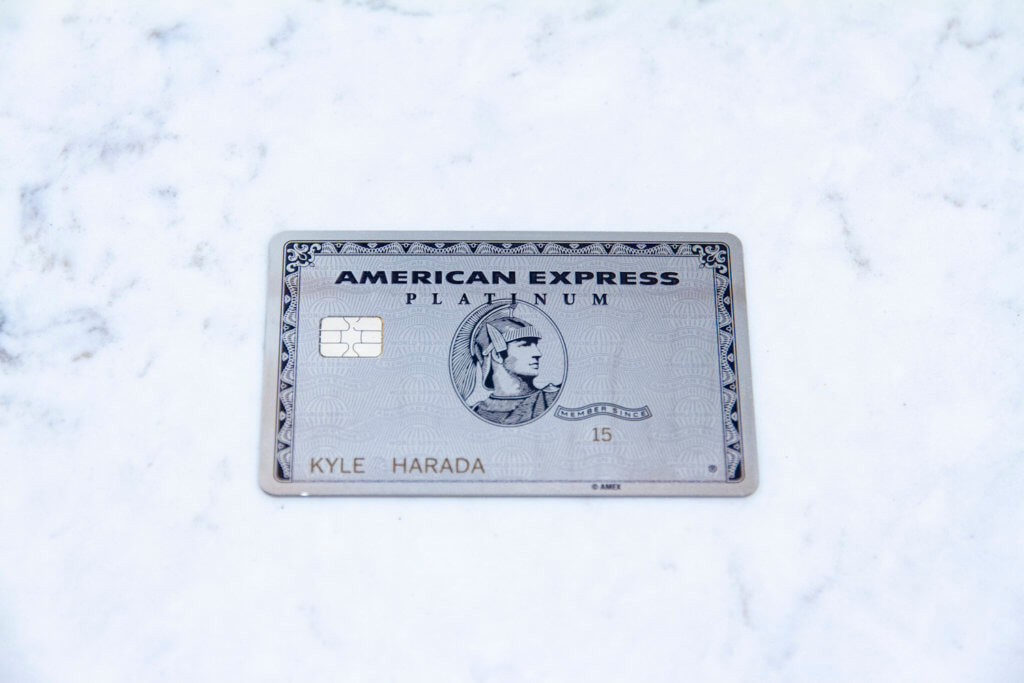 AMERICAN EXPRESS
PLATINUM
MEMBER SINCE
15
KYLE HARADA
®
© AMEX